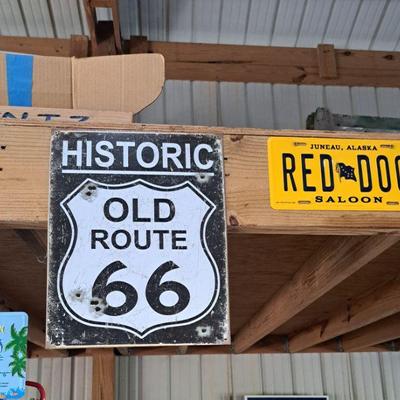 HISTORIC
OLD
ROUTE
66
JUNEAU, ALASKA
RED DOG
SALOON